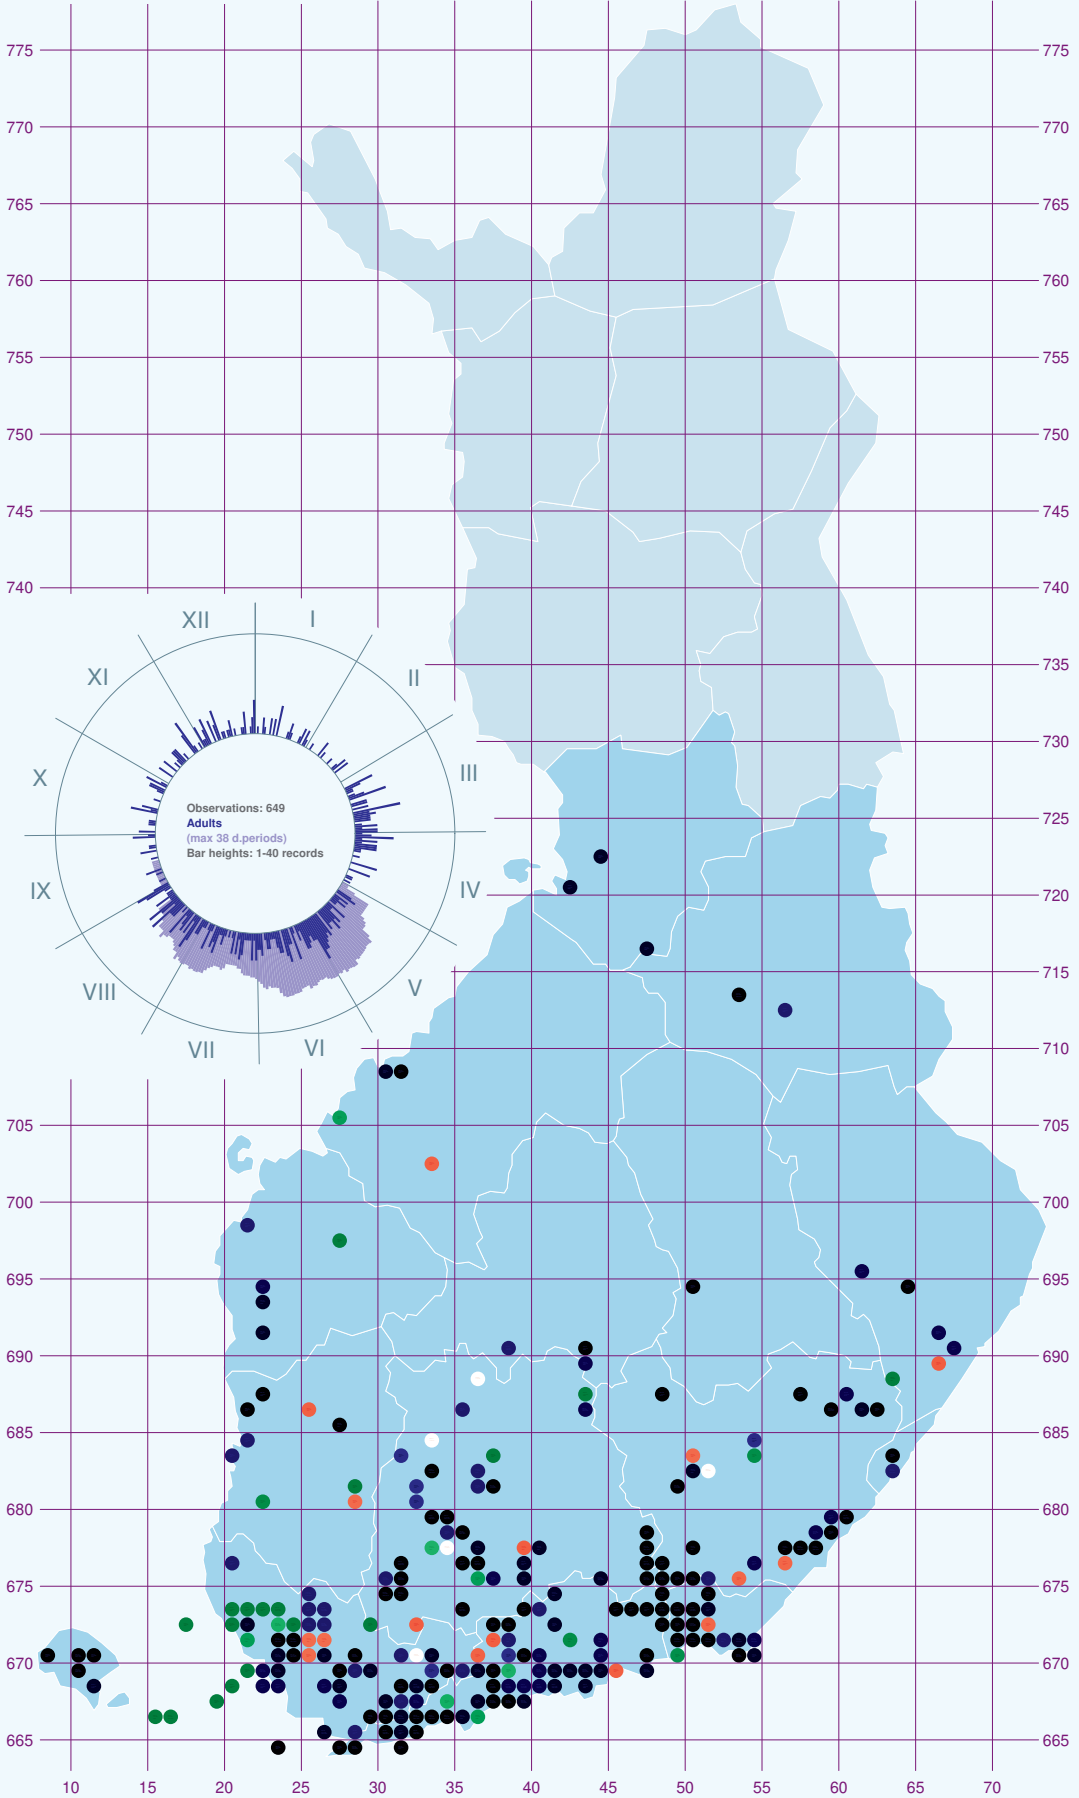 775 775
770 770
765 765
760 760
755 755
750 750
745 745
740 740
XII I
735
XI II
730
X III
725
Observations: 649
Adults
(max 38 d.periods)
Bar heights: 1-40 records
IX IV
720
715
VIII V
VII VI
710
705 705
700 700
695 695
690 690
685 685
680 680
675 675
670 670
665 665
10 15 20 25 30 35 40 45 50 55 60 65 70